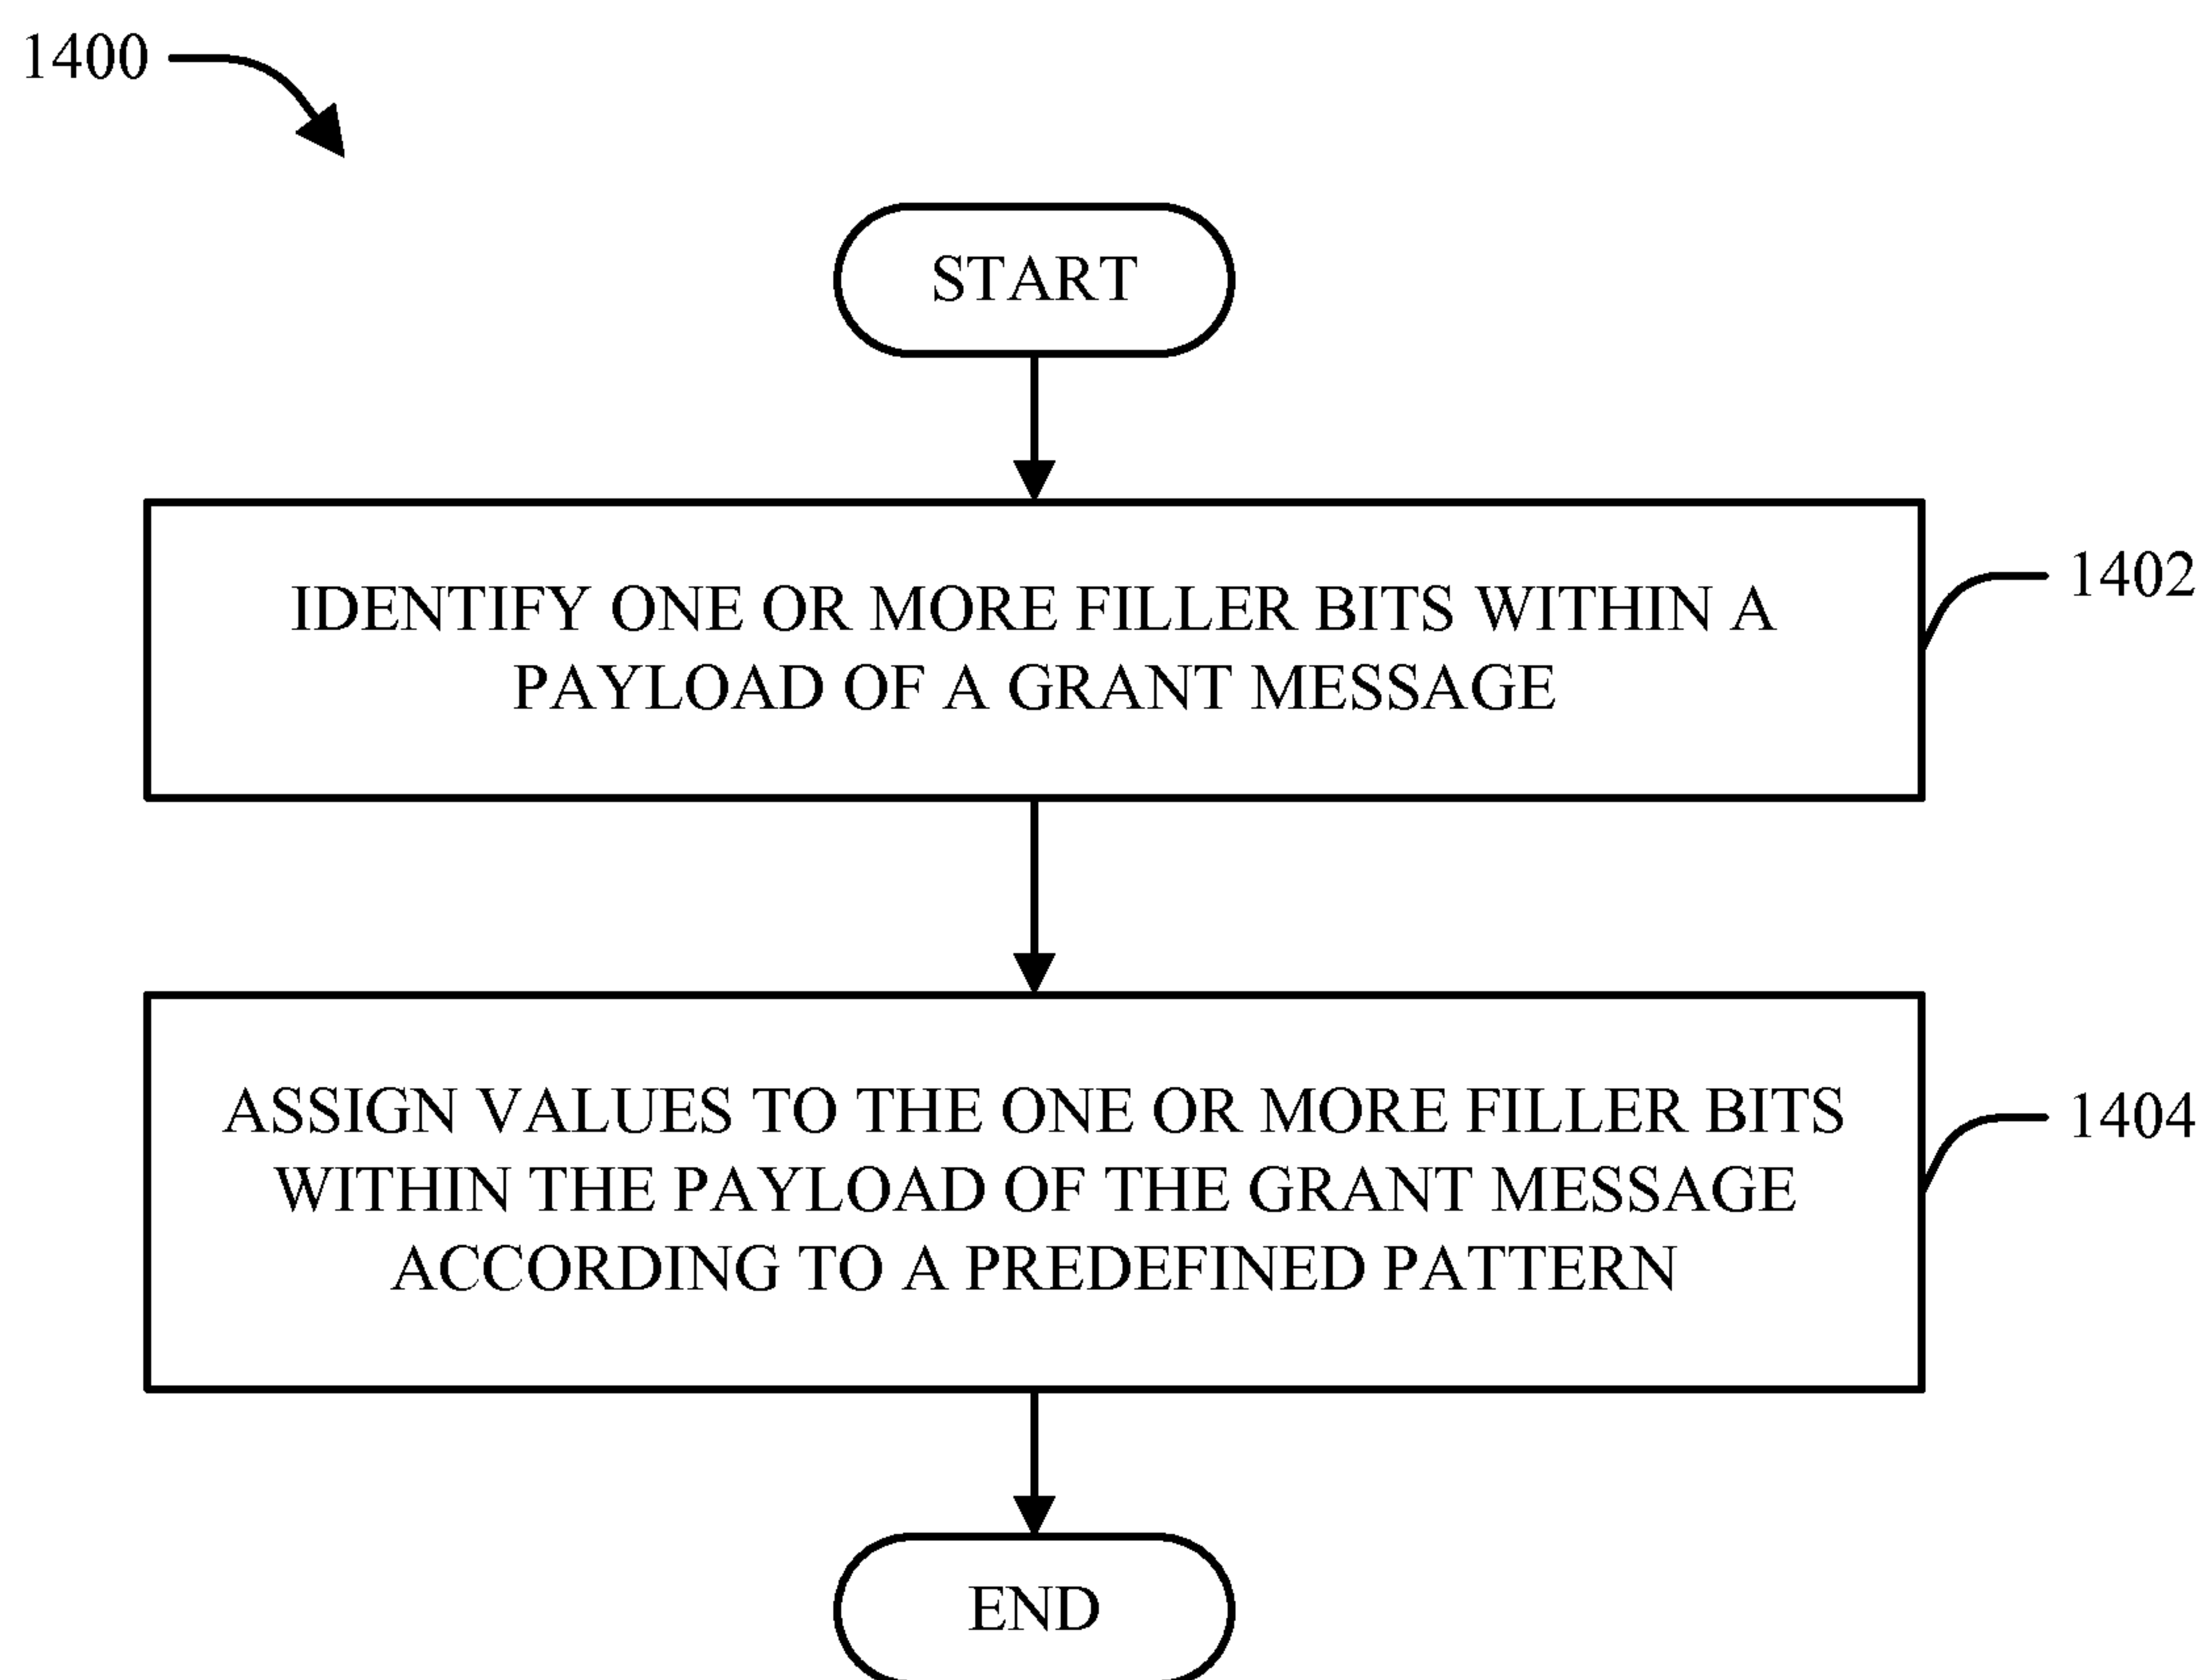 1400
START
IDENTIFY ONE OR MORE FILLER BITS WITHIN A
PAYLOAD OF A GRANT MESSAGE
1402
ASSIGN VALUES TO THE ONE OR MORE FILLER BITS
WITHIN THE PAYLOAD OF THE GRANT MESSAGE
ACCORDING TO A PREDEFINED PATTERN
1404
END